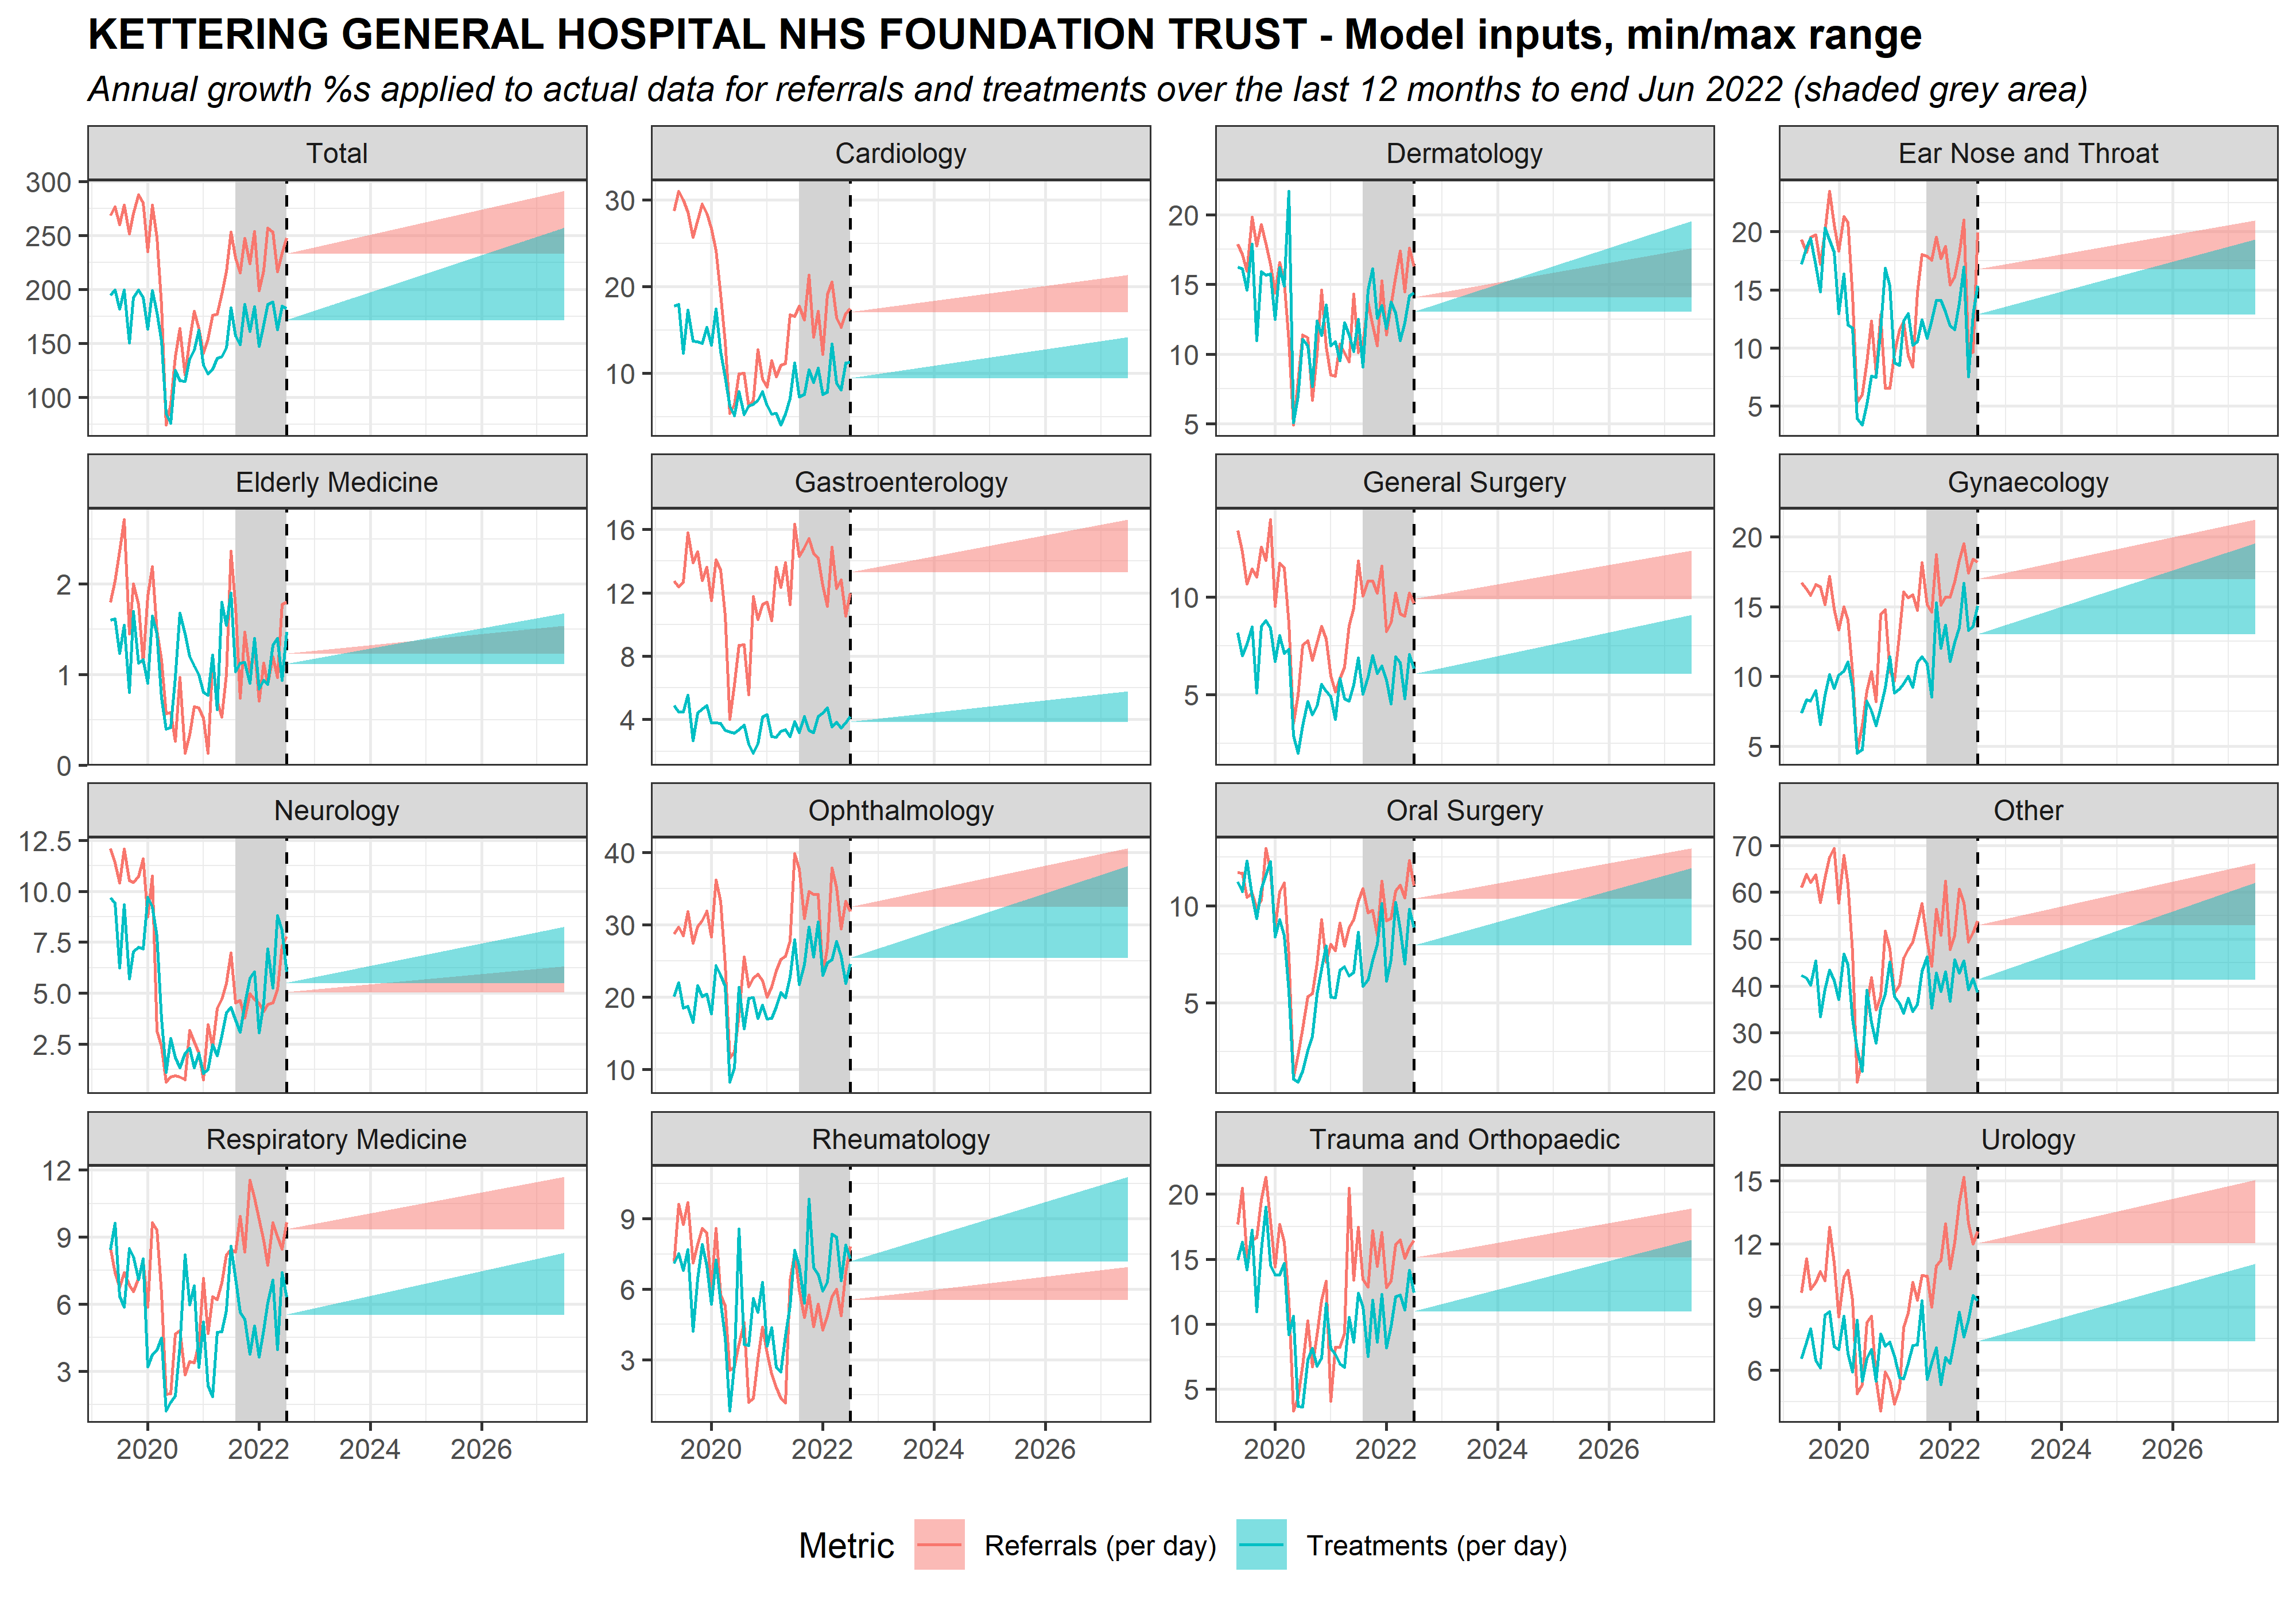 KETTERING GENERAL HOSPITAL NHS FOUNDATION TRUST - Model inputs, min/max range
Annual growth %s applied to actual data for referrals and treatments over the last 12 months to end Jun 2022 (shaded grey area)
Total
Cardiology
Dermatology
Ear Nose and Throat
300
250
200
150
100
30
20
10
20
15
10
5
20
15
10
5
Elderly Medicine
Gastroenterology
General Surgery
Gynaecology
2
1
0
16
12
8
4
10
5
20
15
10
5
Neurology
Ophthalmology
Oral Surgery
Other
12.5
10.0
7.5
5.0
2.5
40
30
20
10
10
5
70
60
50
40
30
20
Respiratory Medicine
Rheumatology
Trauma and Orthopaedic
Urology
12
9
6
3
9
6
3
20
15
10
5
15
12
9
6
2020 2022 2024 2026
2020 2022 2024 2026
2020 2022 2024 2026
2020 2022 2024 2026
Metric Referrals (per day) Treatments (per day)